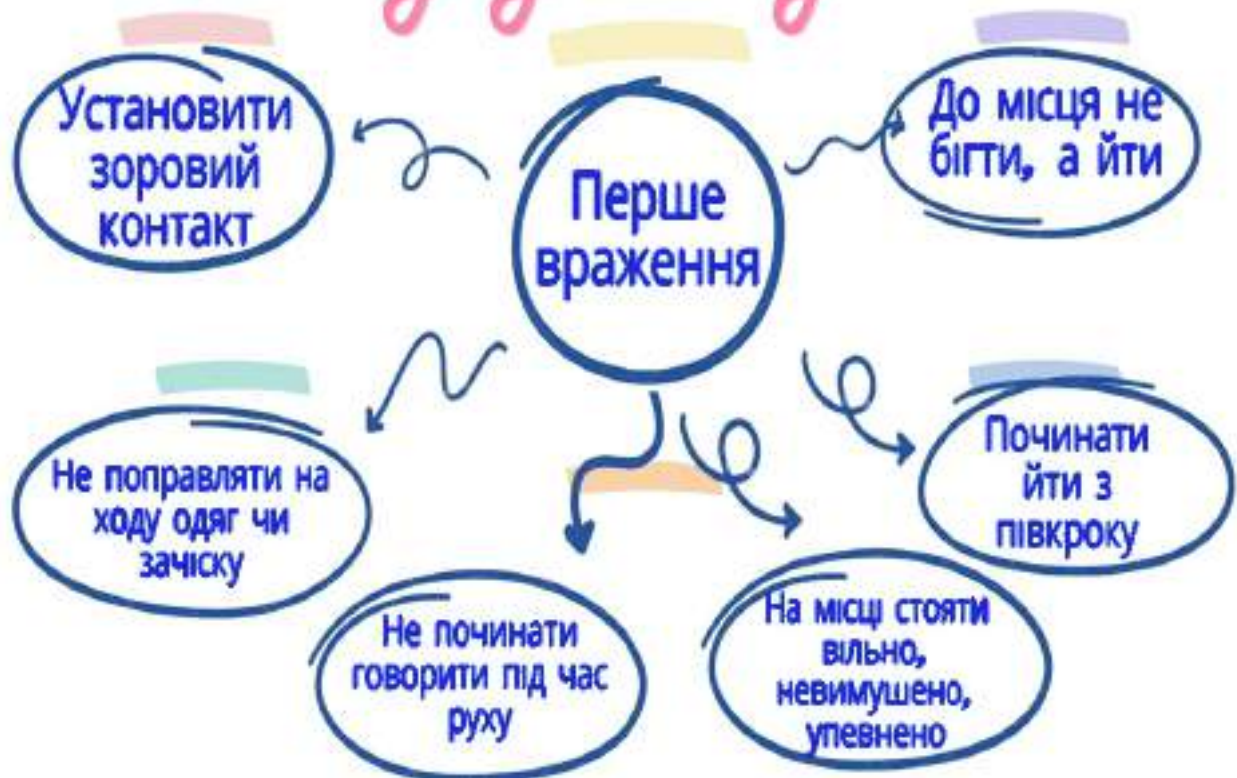 Установити
зоровий
контакт
Перше
враження
До місця не
бігти, а йти
Не поправляти на
ходу одяг чи
зачіску
Не починати
говорити під час
руху
На місці стояти
вільно,
невимушено,
упевнено
Починати
йти з
півкроку